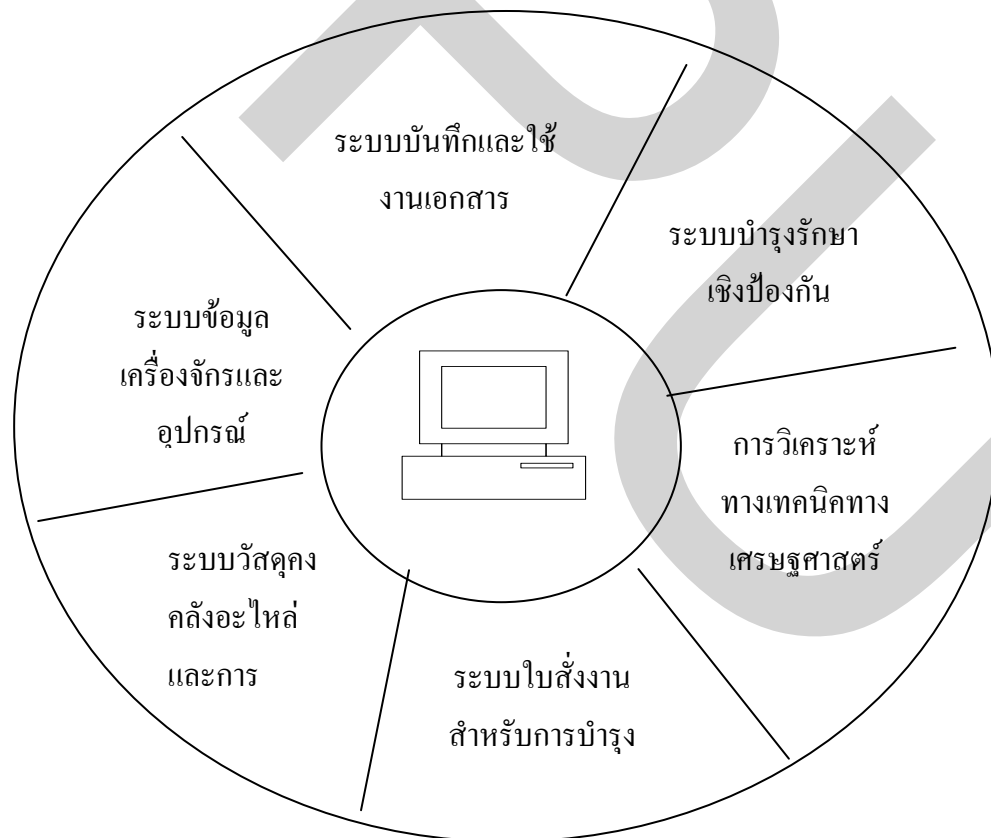 ระบบบันทึกและใช้
งานเอกสาร
ระบบบำรุงรักษา
เชิงป้องกัน
ระบบข้อมูล
เครื่องจักรและ
อุปกรณ์
การวิเคราะห์
ทางเทคนิคทาง
เศรษฐศาสตร์
ระบบวัสดุคง
คลังอะไหล่
และการ
ระบบใบสั่งงาน
สำหรับการบำรุง